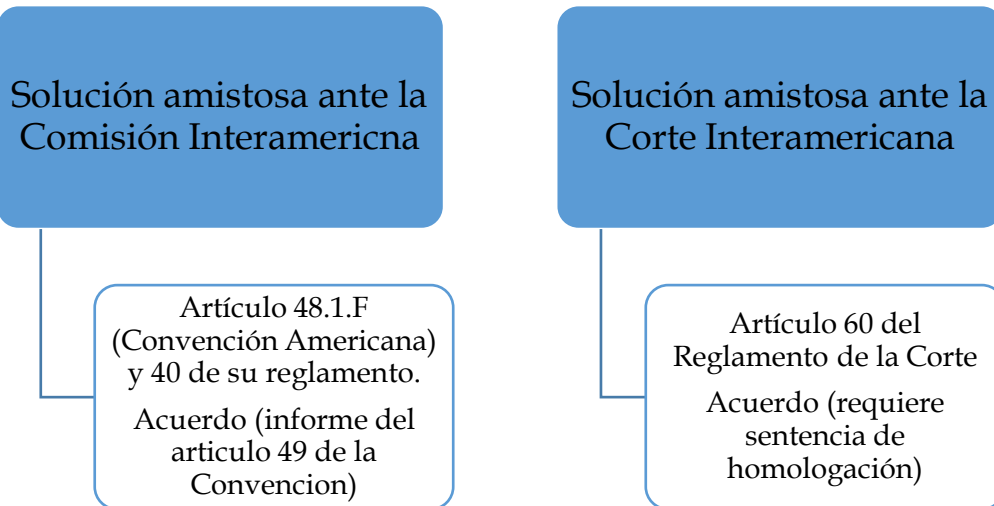 Solución amistosa ante la
Comisión Interamericna
Artículo 48.1.F
(Convención Americana)
y 40 de su reglamento.
Acuerdo (informe del
articulo 49 de la
Convencion)
Solución amistosa ante la
Corte Interamericana
Artículo 60 del
Reglamento de la Corte
Acuerdo (requiere
sentencia de
homologación)